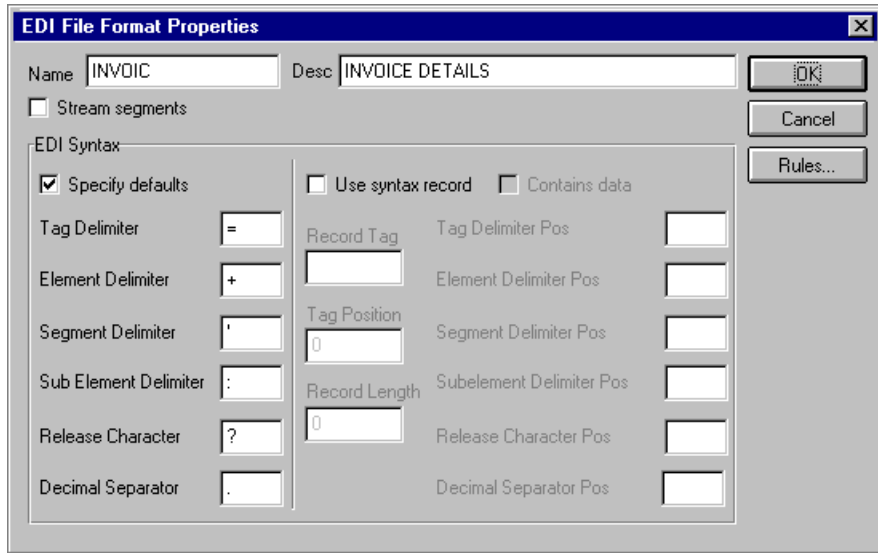 EDI File Format Properties
Name INVOIC Desc INVOICE DETAILS OK
Stream segments
Cancel
EDI Syntax
Rules...
Specify defaults Use syntax record Contains data
Tag Delimiter = Record Tag Tag Delimiter Pos
Element Delimiter + Element Delimiter Pos
Tag Position
Segment Delimiter ' 0 Segment Delimiter Pos
Sub Element Delimiter : Record Length Subelement Delimiter Pos
0
Release Character ? Release Character Pos
Decimal Separator . Decimal Separator Pos